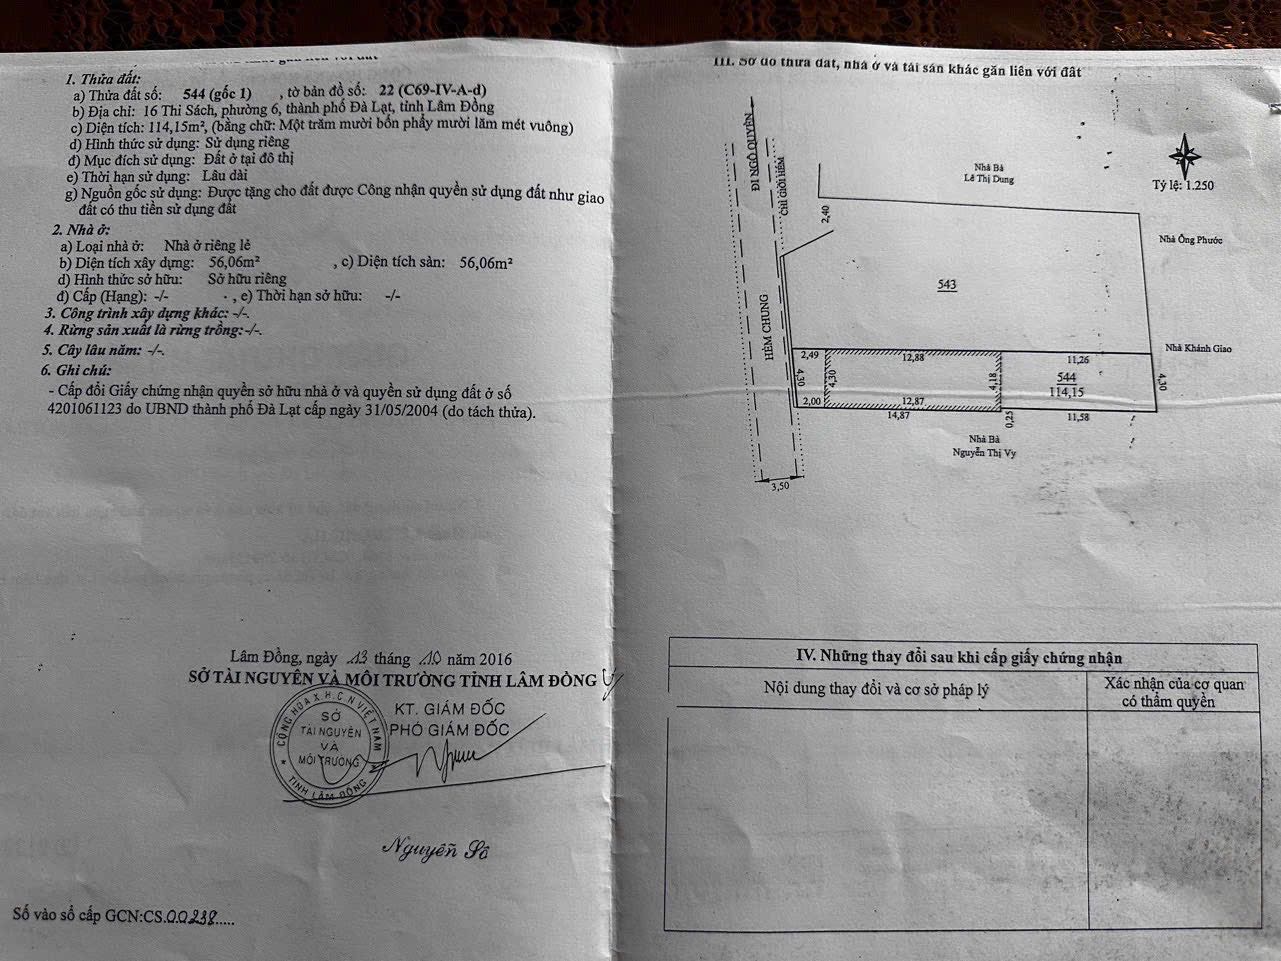 1. Thửa đất:
a) Thửa đất số: 544 (gốc 1) , tờ bản đồ số: 22 (C69-IV-A-d)
b) Địa chỉ: 16 Thi Sách, phường 6, thành phố Đà Lạt, tỉnh Lâm Đồng
c) Diện tích: 114,15m², (bằng chữ: Một trăm mười bốn phẩy mười lăm mét vuông)
d) Hình thức sử dụng: Sử dụng riêng
đ) Mục đích sử dụng: Đất ở tại đô thị
e) Thời hạn sử dụng: Lâu dài
g) Nguồn gốc sử dụng: Được tặng cho đất được Công nhận quyền sử dụng đất như giao
đất có thu tiền sử dụng đất
2. Nhà ở:
a) Loại nhà ở: Nhà ở riêng lẻ
b) Diện tích xây dựng: 56,06m² , c) Diện tích sàn: 56,06m²
d) Hình thức sở hữu: Sở hữu riêng
đ) Cấp (Hạng): -/- , e) Thời hạn sở hữu: -/-
3. Công trình xây dựng khác: -/-.
4. Rừng sản xuất là rừng trồng:-/-.
5. Cây lâu năm: -/-.
6. Ghi chú:
- Cấp đổi Giấy chứng nhận quyền sở hữu nhà ở và quyền sử dụng đất ở số
4201061123 do UBND thành phố Đà Lạt cấp ngày 31/05/2004 (do tách thửa).
Lâm Đồng, ngày 13 tháng 10 năm 2016
SỞ TÀI NGUYÊN VÀ MÔI TRƯỜNG TỈNH LÂM ĐỒNG
KT. GIÁM ĐỐC
PHÓ GIÁM ĐỐC
CỘNG HÒA X.H.C.N VIỆT NAM
SỞ
TÀI NGUYÊN
VÀ
MÔI TRƯỜNG
TỈNH LÂM ĐỒNG
Số vào sổ cấp GCN:CS.00238.....
III. Sơ đồ thửa đất, nhà ở và tài sản khác gắn liền với đất
ĐI NGÔ QUYỀN
CHỈ GIỚI HẺM
HẺM CHUNG
Nhà Bà
Lê Thị Dung
Tỷ lệ: 1.250
2,40
Nhà Ông Phước
543
Nhà Khánh Giao
2,49
12,88
11,26
4,30
4,30
4,18
544
114,15
4,30
2,00
12,87
14,87
0,25
11,58
Nhà Bà
Nguyễn Thị Vy
3,50
IV. Những thay đổi sau khi cấp giấy chứng nhận
Nội dung thay đổi và cơ sở pháp lý
Xác nhận của cơ quan
có thẩm quyền